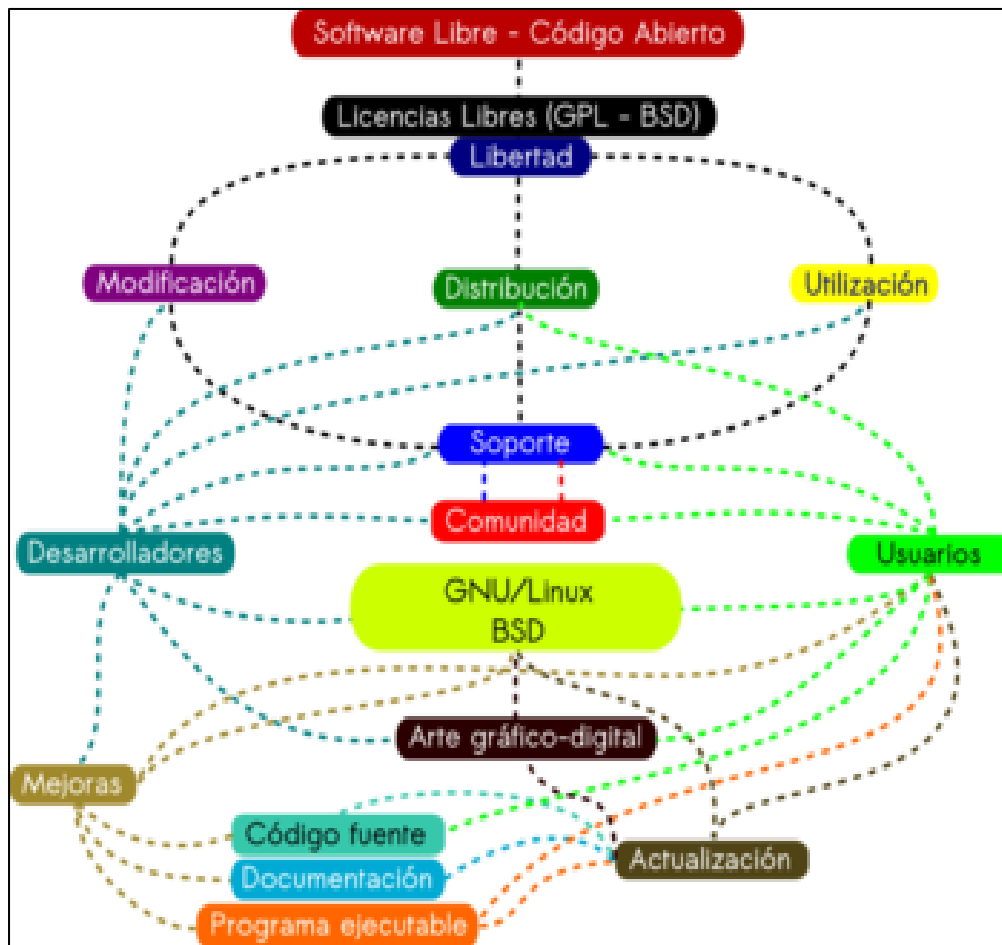 Software Libre - Código Abierto
Licencias Libres (GPL - BSD)
Libertad
Modificación
Distribución
Utilización
Soporte
Comunidad
Desarrolladores
Usuarios
GNU/Linux
BSD
Arte gráfico-digital
Mejoras
Código fuente
Actualización
Documentación
Programa ejecutable